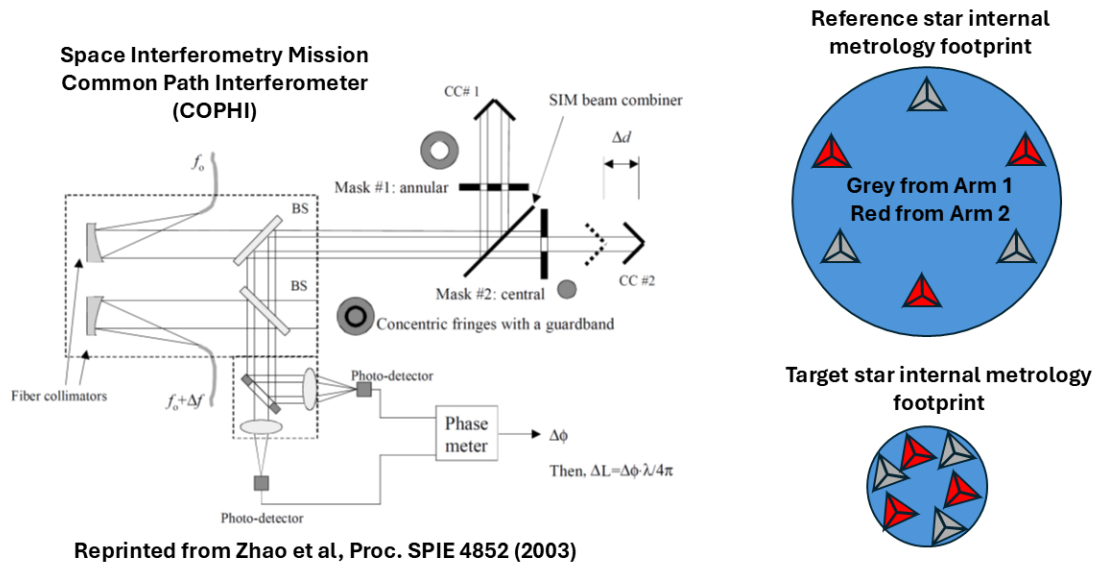 Space Interferometry Mission
Common Path Interferometer
(COPHI)
CC# 1
SIM beam combiner
Δd
fₒ
BS
Mask #1: annular
BS
Mask #2: central
CC #2
Concentric fringes with a guardband
Fiber collimators
fₒ+Δf
Photo-detector
Phase
meter
Δϕ
Then, ΔL=Δϕ·λ/4π
Photo-detector
Reprinted from Zhao et al, Proc. SPIE 4852 (2003)
Reference star internal
metrology footprint
Grey from Arm 1
Red from Arm 2
Target star internal metrology
footprint